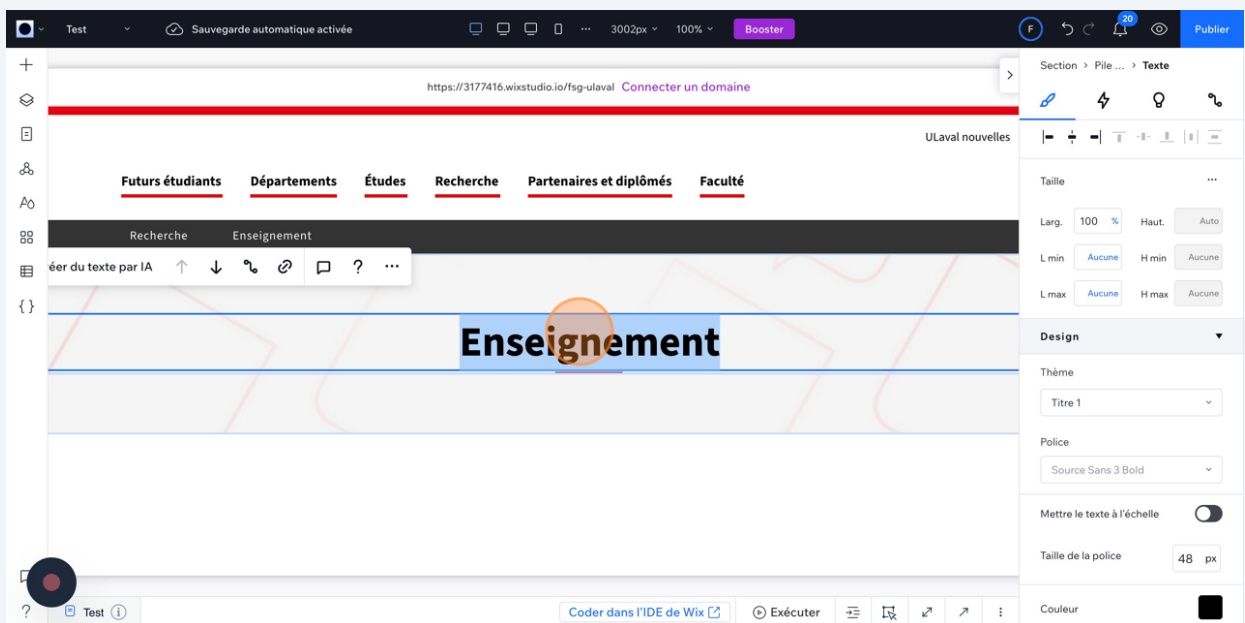 Test
Sauvegarde automatique activée
3002px
100%
Booster
F
20
Publier
https://3177416.wixstudio.io/fsg-ulaval Connecter un domaine
Section > Pile ... > Texte
ULaval nouvelles
Futurs étudiants Départements Études Recherche Partenaires et diplômés Faculté
Recherche Enseignement
éer du texte par IA
?
Enseignement
Taille
Larg. 100 % Haut. Auto
L min Aucune H min Aucune
L max Aucune H max Aucune
Design
Thème
Titre 1
Police
Source Sans 3 Bold
Mettre le texte à l'échelle
Taille de la police 48 px
Couleur
?
Test
Coder dans l'IDE de Wix
Exécuter